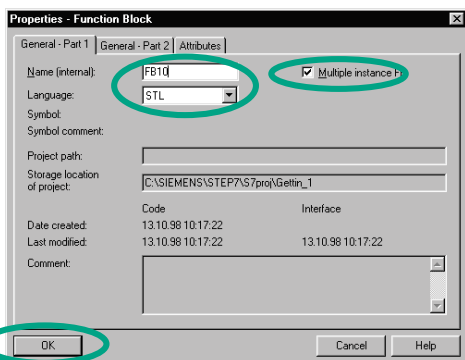 Properties - Function Block
General - Part 1 General - Part 2 Attributes
Name (internal): FB10 Multiple instance
Language: STL
Symbol:
Symbol comment:
Project path:
Storage location
of project: C:\SIEMENS\STEP7\S7proj\Gettin_1
Code Interface
Date created: 13.10.98 10:17:22
Last modified: 13.10.98 10:17:22 13.10.98 10:17:22
Comment:
OK Cancel Help